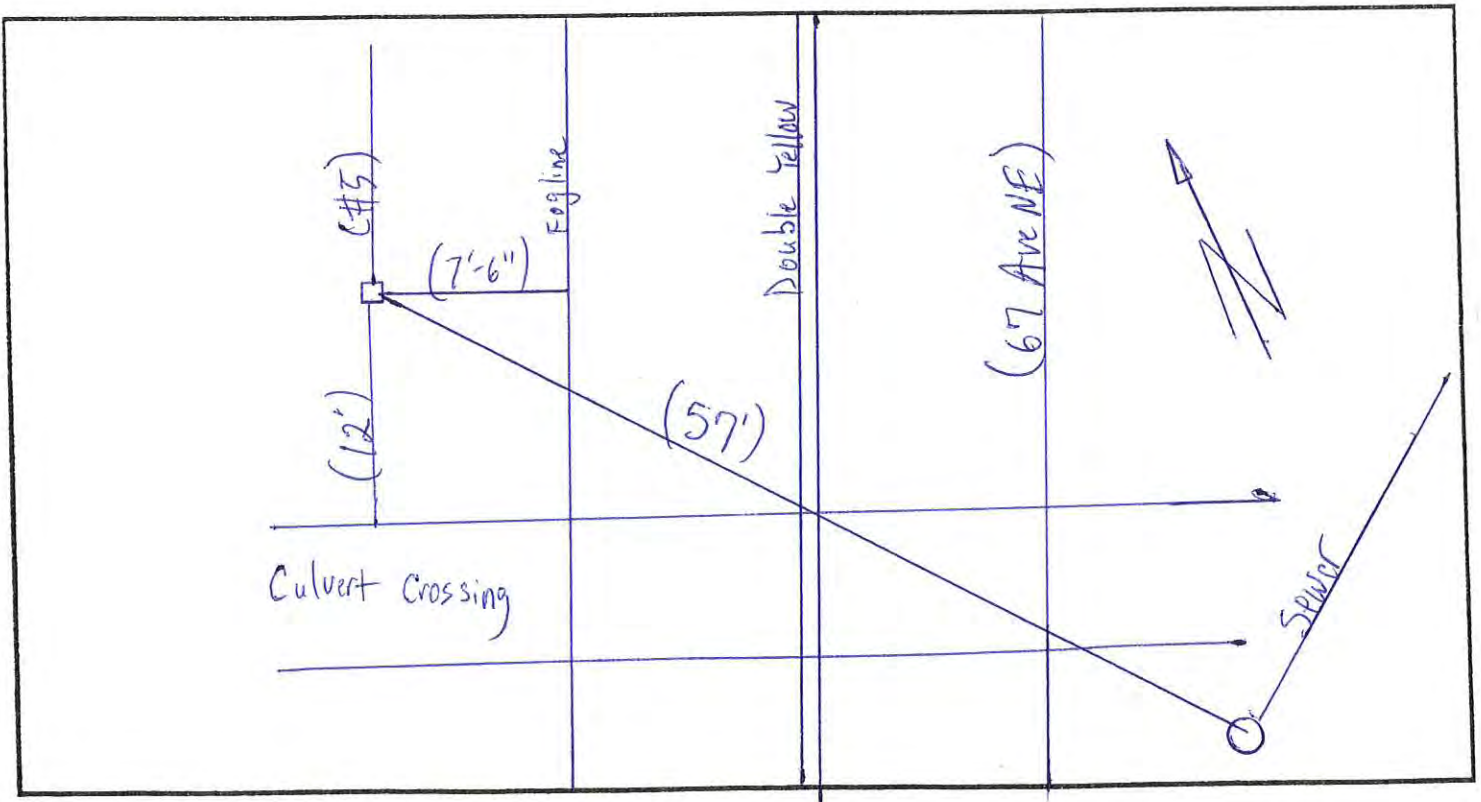 (#5)
Fogline
Double Yellow
(67 Ave NE)
(7'-6")
(12')
(57')
Culvert Crossing
Sewer
N